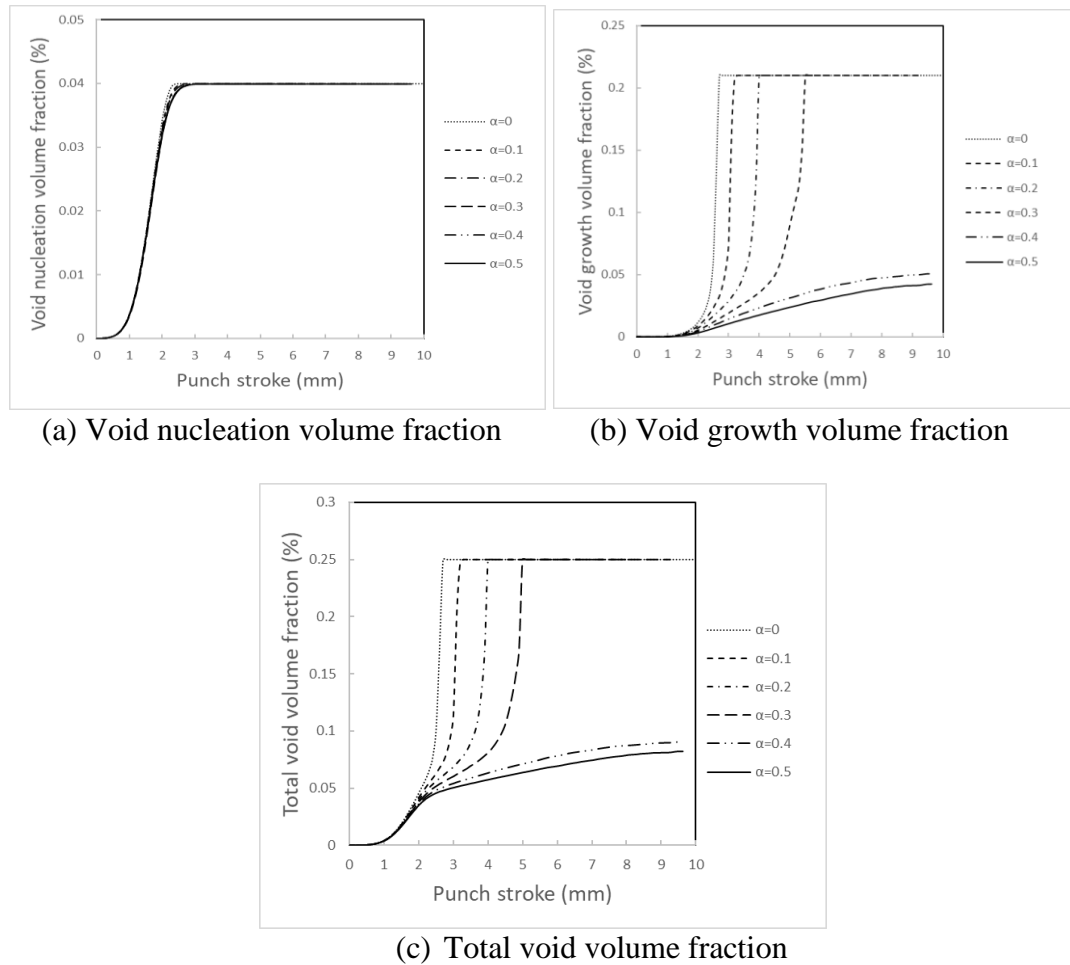 0.05
0.04
0.03
0.02
0.01
0
0 1 2 3 4 5 6 7 8 9 10
Void nucleation volume fraction (%)
Punch stroke (mm)
α=0
α=0.1
α=0.2
α=0.3
α=0.4
α=0.5
(a) Void nucleation volume fraction
0.25
0.2
0.15
0.1
0.05
0
0 1 2 3 4 5 6 7 8 9 10
Void growth volume fraction (%)
Punch stroke (mm)
α=0
α=0.1
α=0.2
α=0.3
α=0.4
α=0.5
(b) Void growth volume fraction
0.3
0.25
0.2
0.15
0.1
0.05
0
0 1 2 3 4 5 6 7 8 9 10
Total void volume fraction (%)
Punch stroke (mm)
α=0
α=0.1
α=0.2
α=0.3
α=0.4
α=0.5
(c) Total void volume fraction